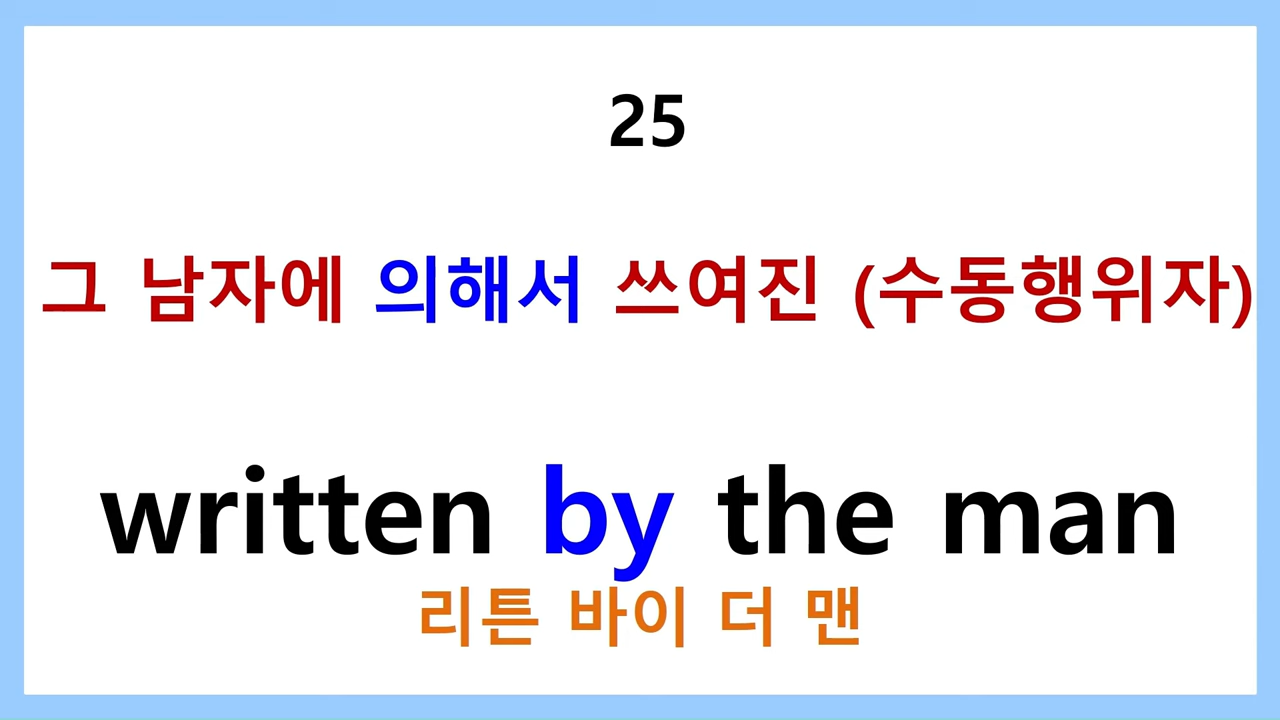 25
그 남자에 의해서 쓰여진 (수동행위자)
written by the man
리튼 바이 더 맨